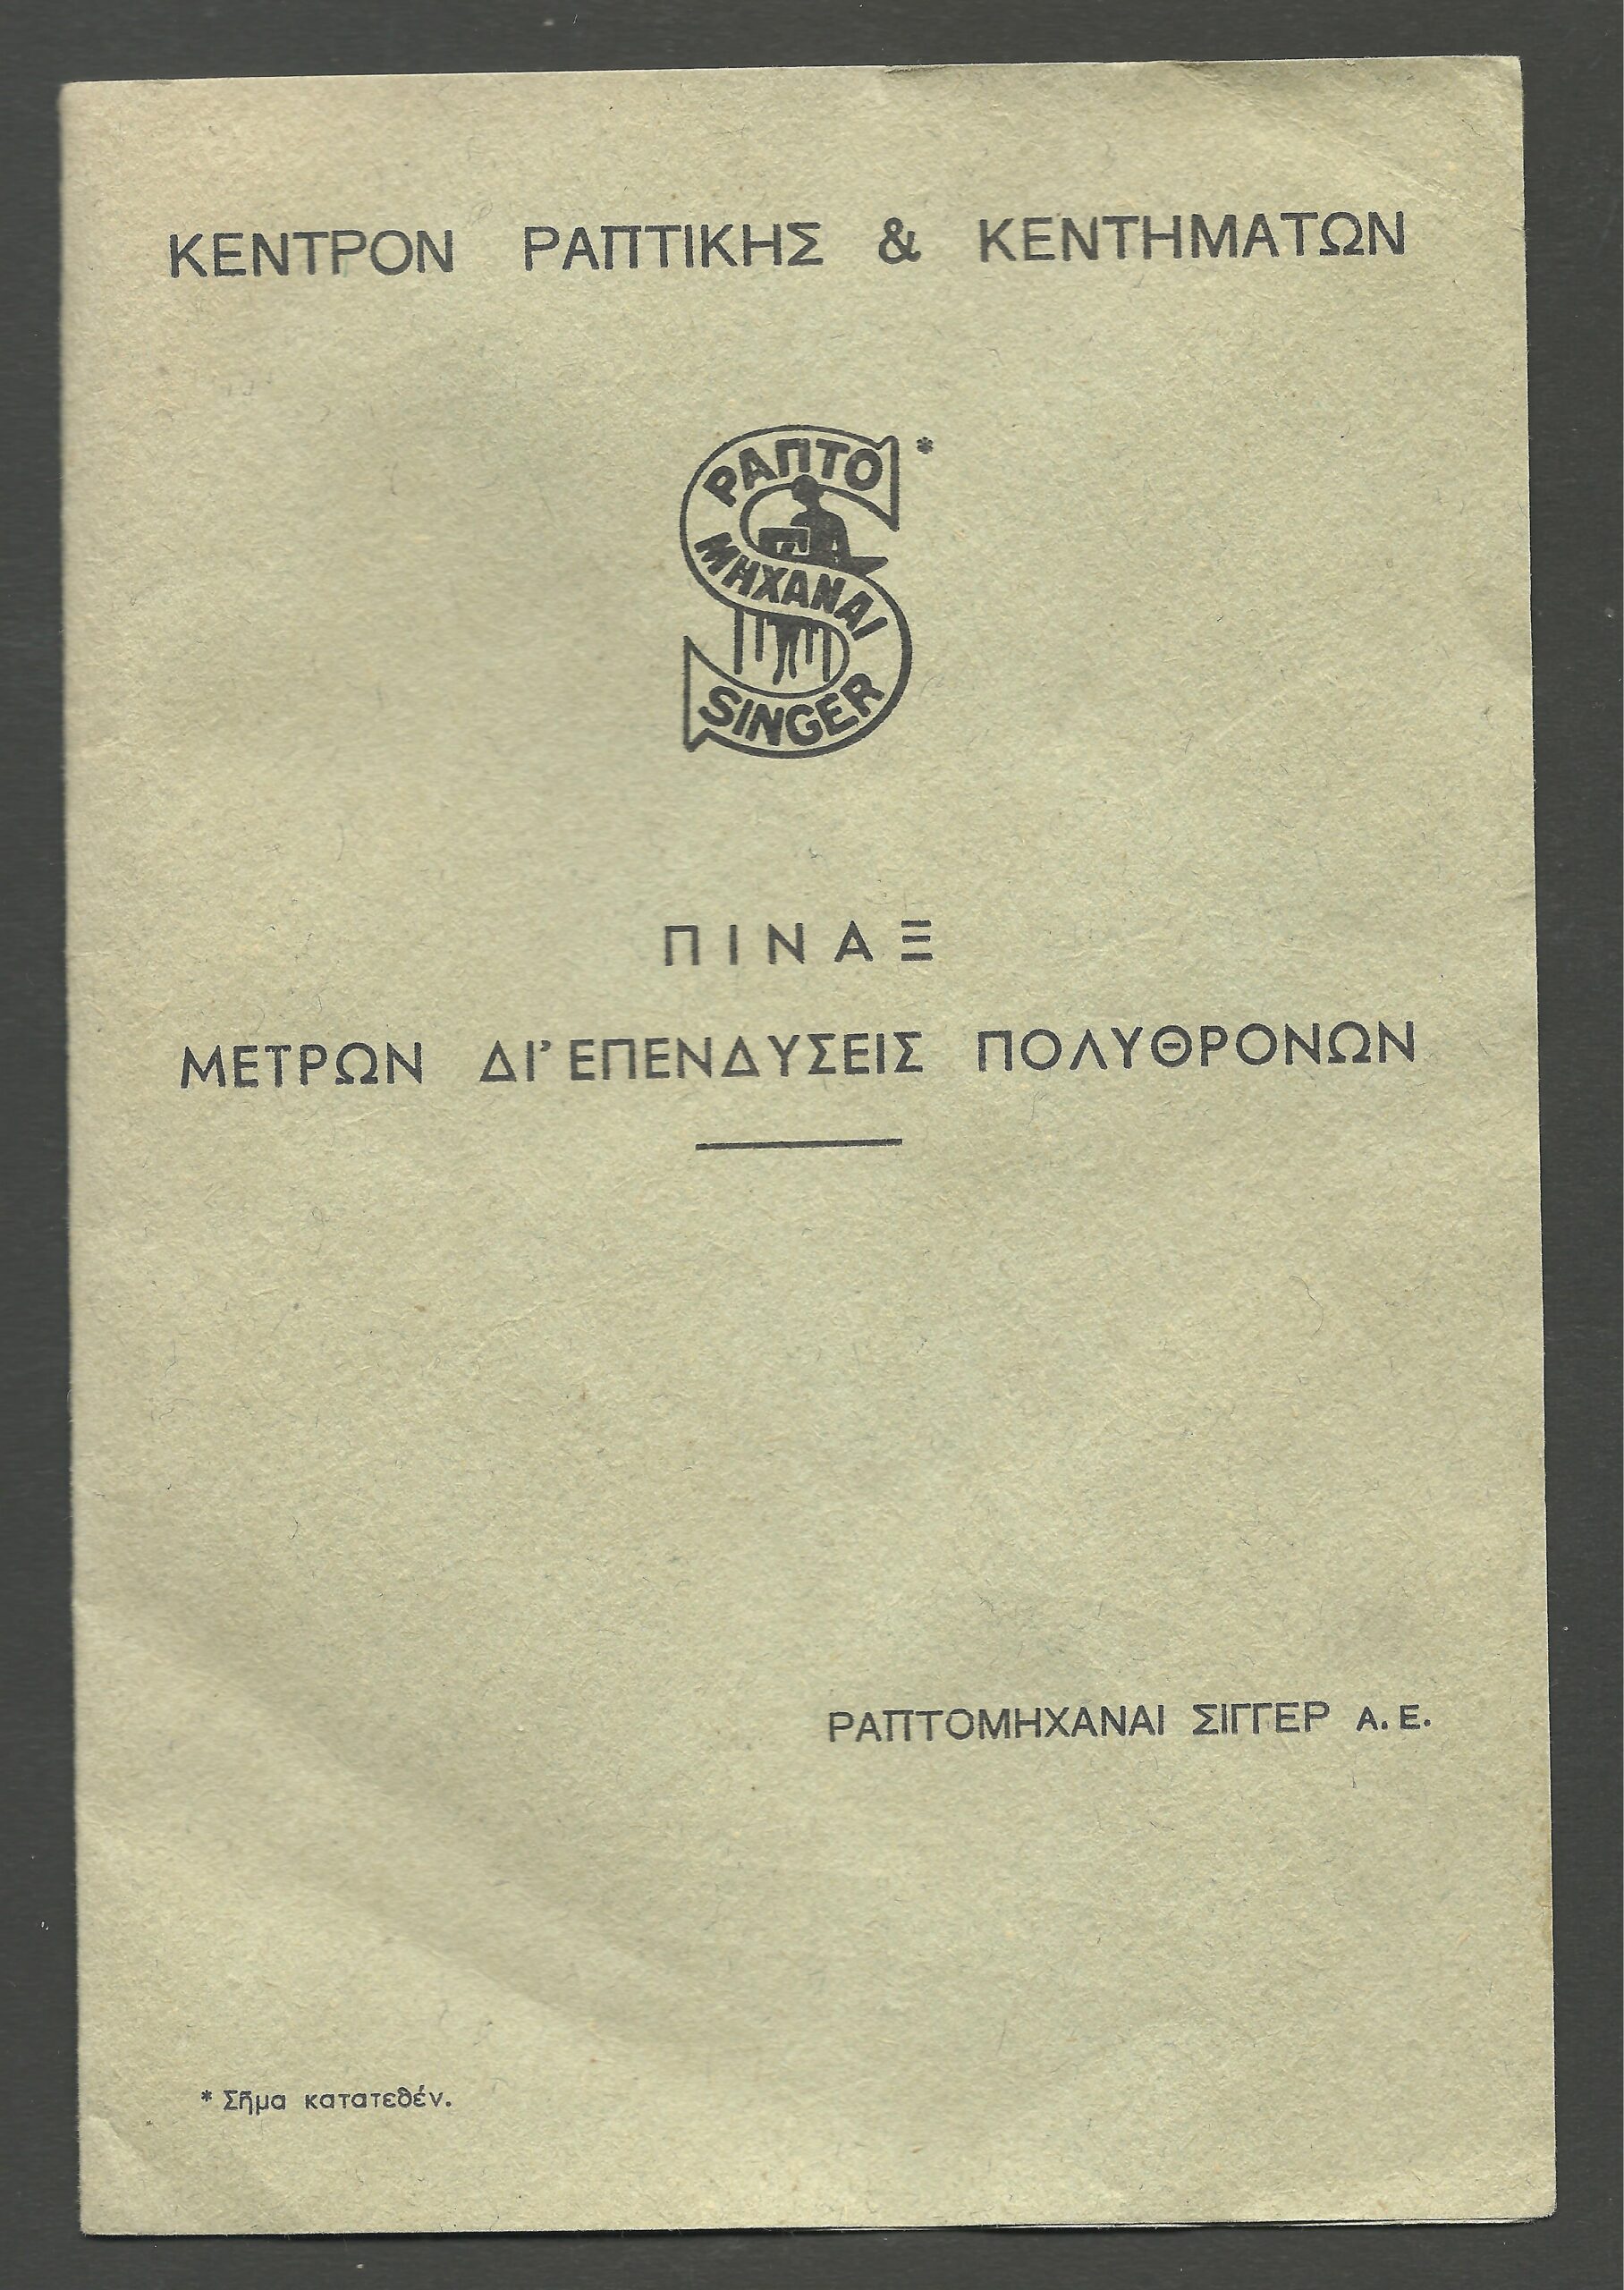 ΚΕΝΤΡΟΝ ΡΑΠΤΙΚΗΣ & ΚΕΝΤΗΜΑΤΩΝ
ΡΑΠΤΟ *
ΜΗΧΑΝΑΙ
SINGER
ΠΙΝΑΞ
ΜΕΤΡΩΝ ΔΙ' ΕΠΕΝΔΥΣΕΙΣ ΠΟΛΥΘΡΟΝΩΝ
ΡΑΠΤΟΜΗΧΑΝΑΙ ΣΙΓΓΕΡ Α.Ε.
* Σῆμα κατατεθέν.